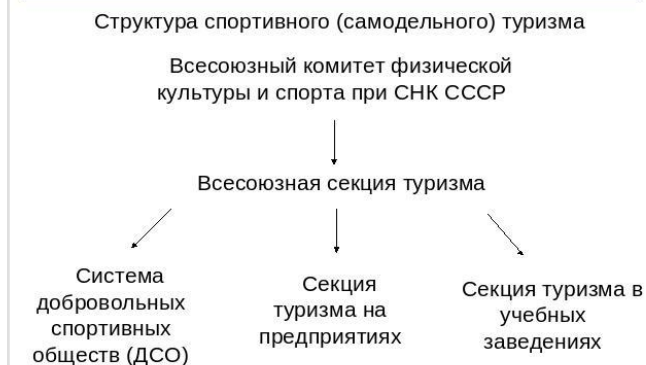 Структура спортивного (самодельного) туризма
Всесоюзный комитет физической
культуры и спорта при СНК СССР
Всесоюзная секция туризма
Система
добровольных
спортивных
обществ (ДСО)
Секция
туризма на
предприятиях
Секция туризма в
учебных
заведениях